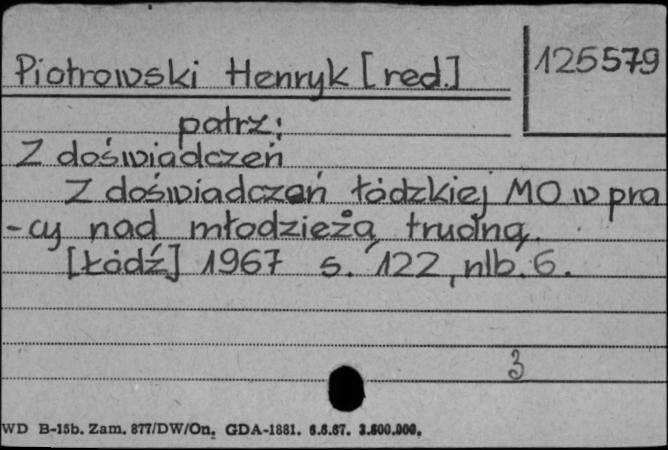 Piotrowski Henryk [red.]
125579
patrz:
Z doświadczeń
Z doświadczeń łódzkiej MO w pra
-cy nad młodzieżą trudną.
[Łódź] 1967 s. 122, nlb. 6.
3
WD B-15b. Zam. 877/DW/On. GDA-1881. 6.6.67. 3.600.000.